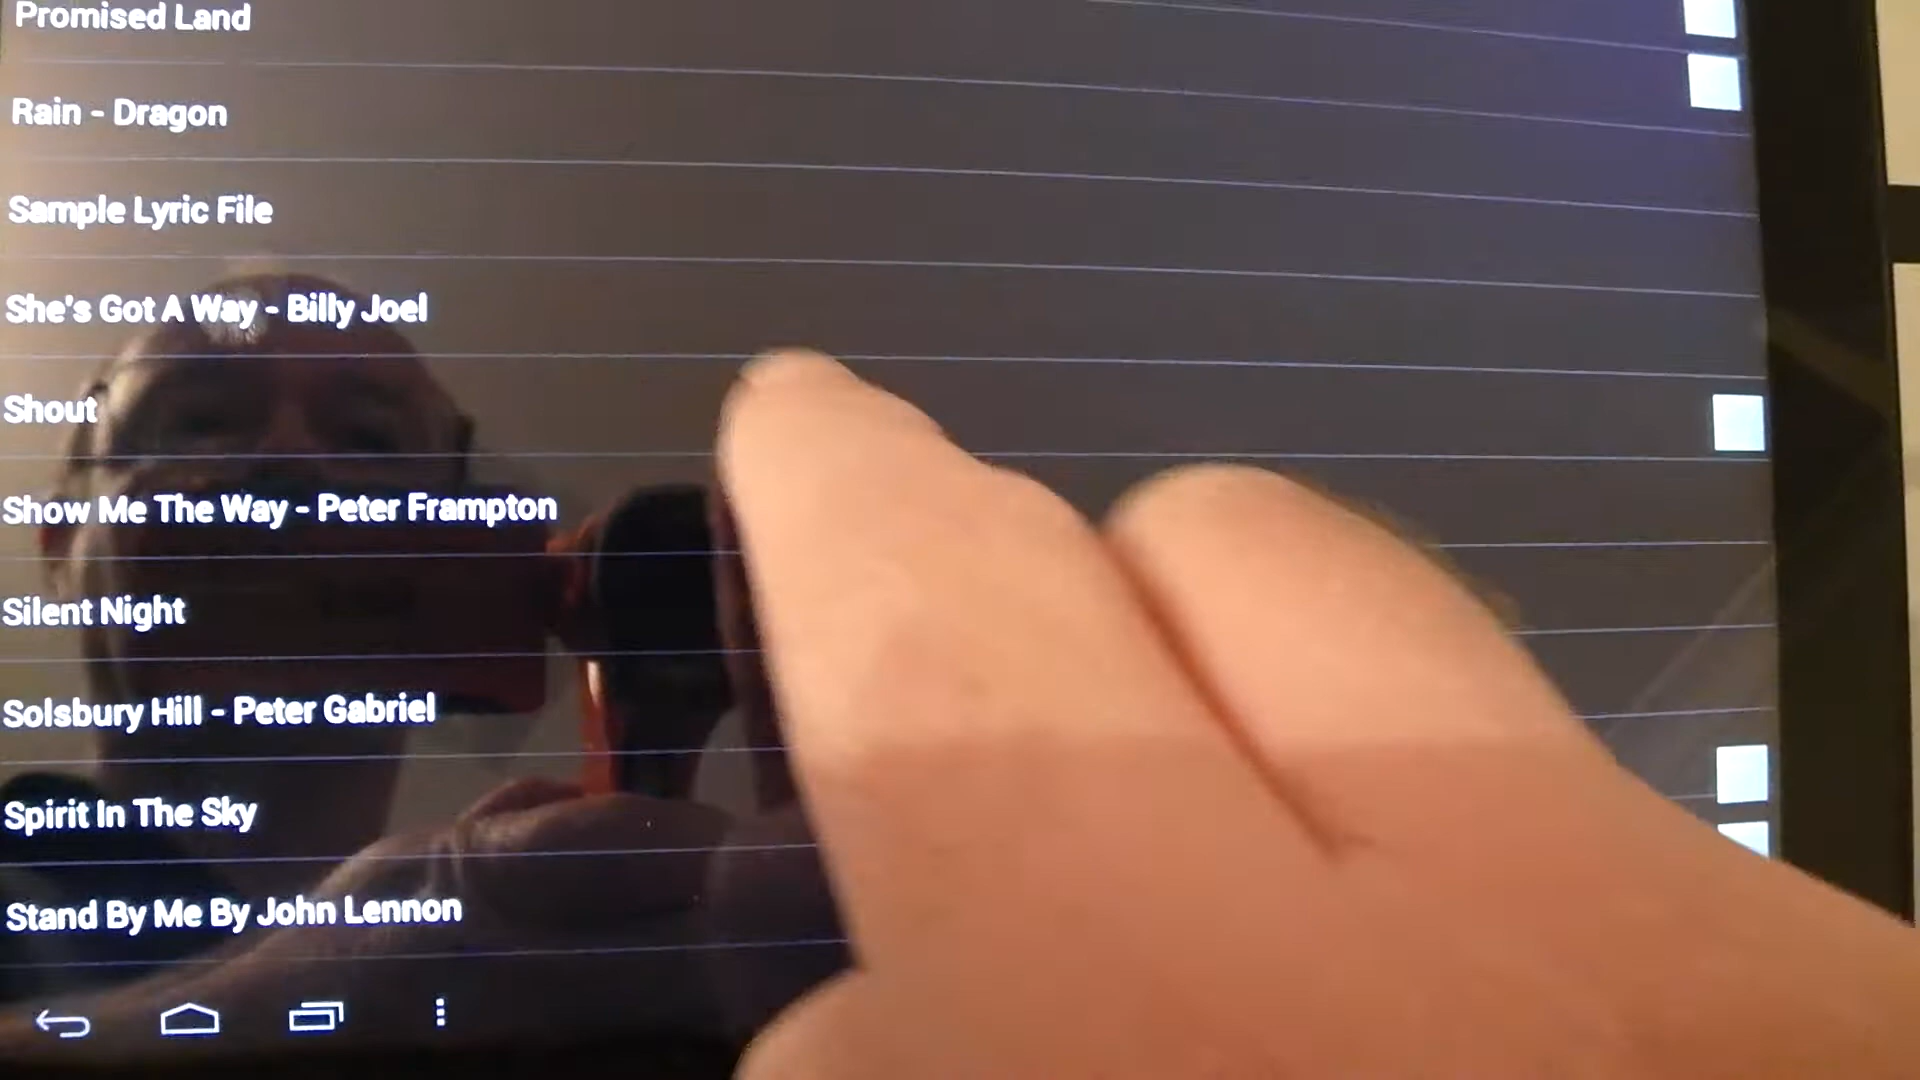 Promised Land
Rain - Dragon
Sample Lyric File
She's Got A Way - Billy Joel
Shout
Show Me The Way - Peter Frampton
Silent Night
Solsbury Hill - Peter Gabriel
Spirit In The Sky
Stand By Me By John Lennon